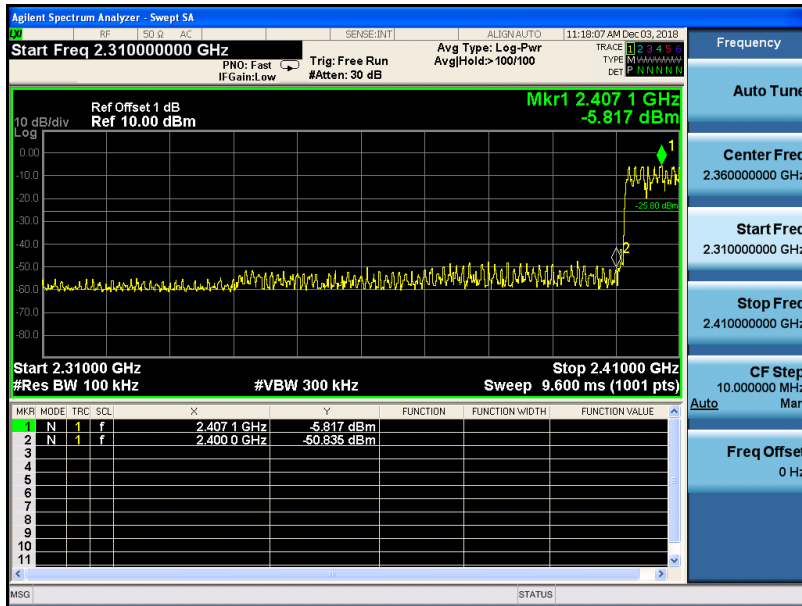 Agilent Spectrum Analyzer - Swept SA
LXI RF 50 Ω AC SENSE:INT ALIGN AUTO 11:18:07 AM Dec 03, 2018
Start Freq 2.310000000 GHz
PNO: Fast
IFGain:Low
Trig: Free Run
#Atten: 30 dB
Avg Type: Log-Pwr
Avg|Hold:>100/100
TRACE 1 2 3 4 5 6
TYPE M WWWWW
DET P N N N N N
Ref Offset 1 dB
Ref 10.00 dBm
10 dB/div
Log
Mkr1 2.407 1 GHz
-5.817 dBm
0.00
-10.0
-20.0
-30.0
-40.0
-50.0
-60.0
-70.0
-80.0
1
-25.80 dBm
2
Start 2.31000 GHz Stop 2.41000 GHz
#Res BW 100 kHz #VBW 300 kHz Sweep 9.600 ms (1001 pts)
MKR MODE TRC SCL X Y FUNCTION FUNCTION WIDTH FUNCTION VALUE
1 N 1 f 2.407 1 GHz -5.817 dBm
2 N 1 f 2.400 0 GHz -50.835 dBm
3
4
5
6
7
8
9
10
11
MSG STATUS
Frequency
Auto Tune
Center Freq
2.360000000 GHz
Start Freq
2.310000000 GHz
Stop Freq
2.410000000 GHz
CF Step
10.000000 MHz
Auto Man
Freq Offset
0 Hz